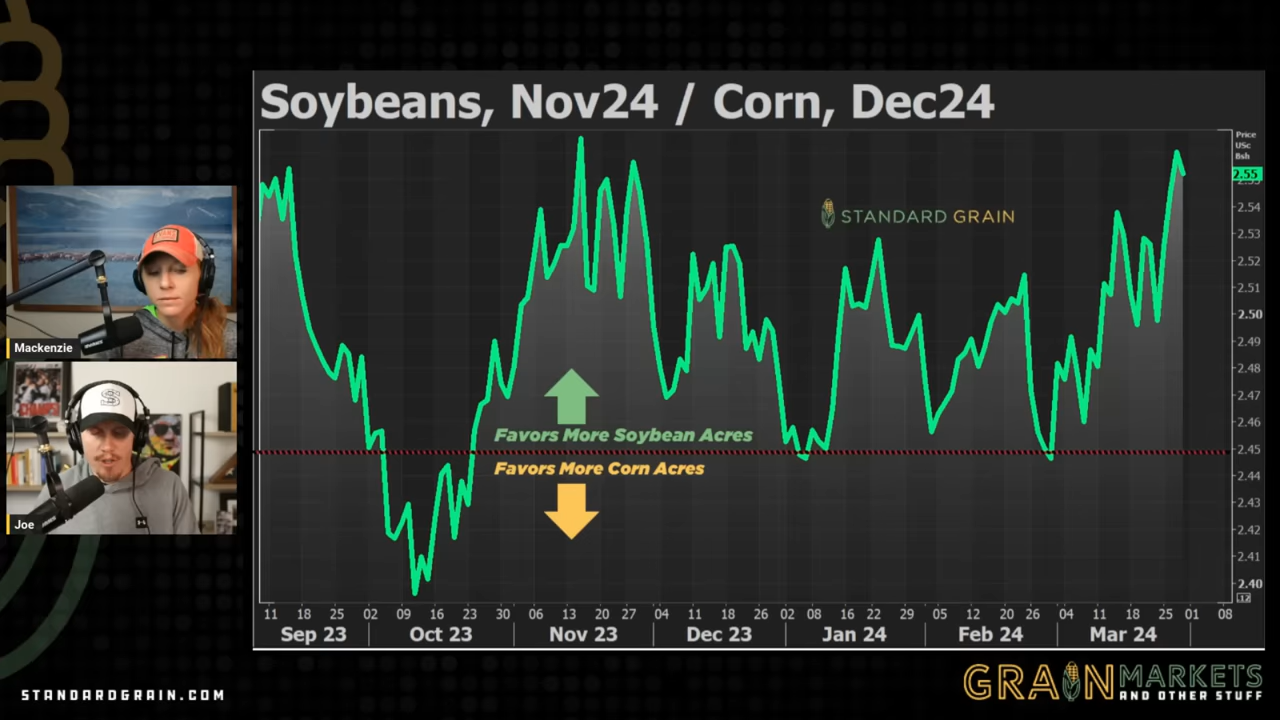 Soybeans, Nov24 / Corn, Dec24
Price
USc
Bsh
2.55
2.54
2.53
2.52
2.51
2.50
2.49
2.48
2.47
2.46
2.45
2.44
2.43
2.42
2.41
2.40
STANDARD GRAIN
Favors More Soybean Acres
Favors More Corn Acres
11 18 25 02 09 16 23 30 06 13 20 27 04 11 18 26 02 08 16 22 29 05 12 20 26 04 11 18 25 01 08
Sep 23 Oct 23 Nov 23 Dec 23 Jan 24 Feb 24 Mar 24
Mackenzie
Joe
S
STANDARDGRAIN.COM
GRAIN MARKETS
AND OTHER STUFF